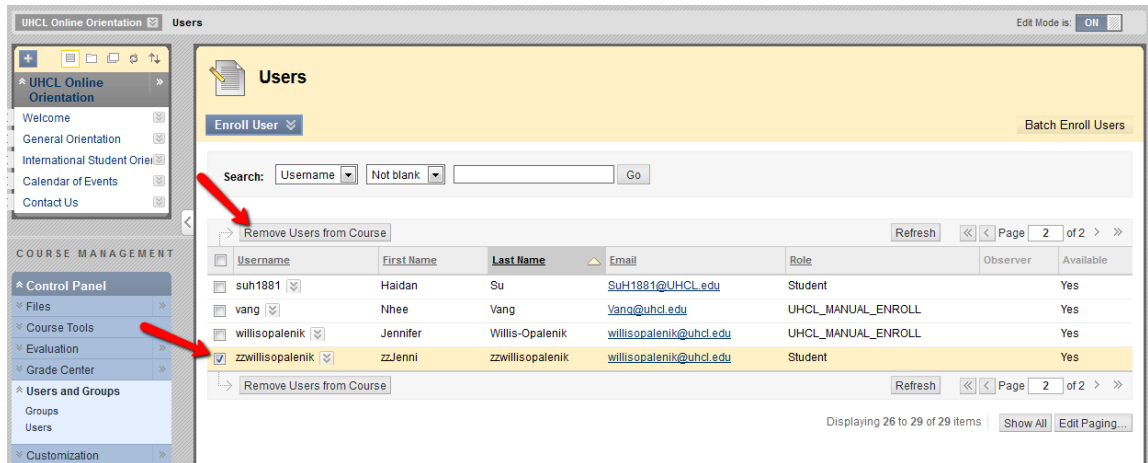 UHCL Online Orientation Users Edit Mode is: ON
UHCL Online
Orientation
Welcome
General Orientation
International Student Orie
Calendar of Events
Contact Us
COURSE MANAGEMENT
Control Panel
Files
Course Tools
Evaluation
Grade Center
Users and Groups
Groups
Users
Customization
Users
Enroll User Batch Enroll Users
Search: Username Not blank Go
Remove Users from Course Refresh Page 2 of 2
Username First Name Last Name Email Role Observer Available
suh1881 Haidan Su SuH1881@UHCL.edu Student Yes
vang Nhee Vang Vang@uhcl.edu UHCL_MANUAL_ENROLL Yes
willisopalenik Jennifer Willis-Opalenik willisopalenik@uhcl.edu UHCL_MANUAL_ENROLL Yes
zzwillisopalenik zzJenni zzwillisopalenik willisopalenik@uhcl.edu Student Yes
Remove Users from Course Refresh Page 2 of 2
Displaying 26 to 29 of 29 items Show All Edit Paging...